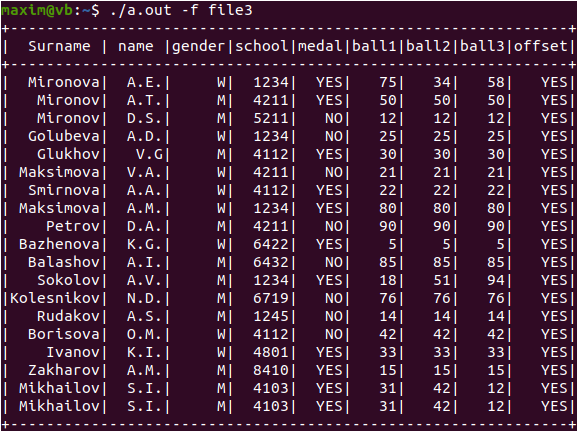 maxim@vb:~$ ./a.out -f file3
+--------------------------------------------------------------+
|  Surname| name |gender|school|medal|ball1|ball2|ball3|offset|
+--------------------------------------------------------------+
|  Mironova|  A.E.|     W|  1234|  YES|   75|   34|   58|   YES|
|   Mironov|  A.T.|     M|  4211|  YES|   50|   50|   50|   YES|
|   Mironov|  D.S.|     M|  5211|   NO|   12|   12|   12|   YES|
|  Golubeva|  A.D.|     W|  1234|   NO|   25|   25|   25|   YES|
|   Glukhov|   V.G|     M|  4112|  YES|   30|   30|   30|   YES|
| Maksimova|  V.A.|     W|  4211|   NO|   21|   21|   21|   YES|
|  Smirnova|  A.A.|     W|  4112|  YES|   22|   22|   22|   YES|
| Maksimova|  A.M.|     W|  1234|  YES|   80|   80|   80|   YES|
|    Petrov|  D.A.|     M|  4211|   NO|   90|   90|   90|   YES|
| Bazhenova|  K.G.|     W|  6422|  YES|    5|    5|    5|   YES|
|  Balashov|  A.I.|     M|  6432|   NO|   85|   85|   85|   YES|
|   Sokolov|  A.V.|     M|  1234|  YES|   18|   51|   94|   YES|
|Kolesnikov|  N.D.|     M|  6719|   NO|   76|   76|   76|   YES|
|   Rudakov|  A.S.|     M|  1245|   NO|   14|   14|   14|   YES|
|  Borisova|  O.M.|     W|  4112|   NO|   42|   42|   42|   YES|
|    Ivanov|  K.I.|     W|  4801|  YES|   33|   33|   33|   YES|
|  Zakharov|  A.M.|     M|  8410|  YES|   15|   15|   15|   YES|
| Mikhailov|  S.I.|     M|  4103|  YES|   31|   42|   12|   YES|
| Mikhailov|  S.I.|     M|  4103|  YES|   31|   42|   12|   YES|
+--------------------------------------------------------------+